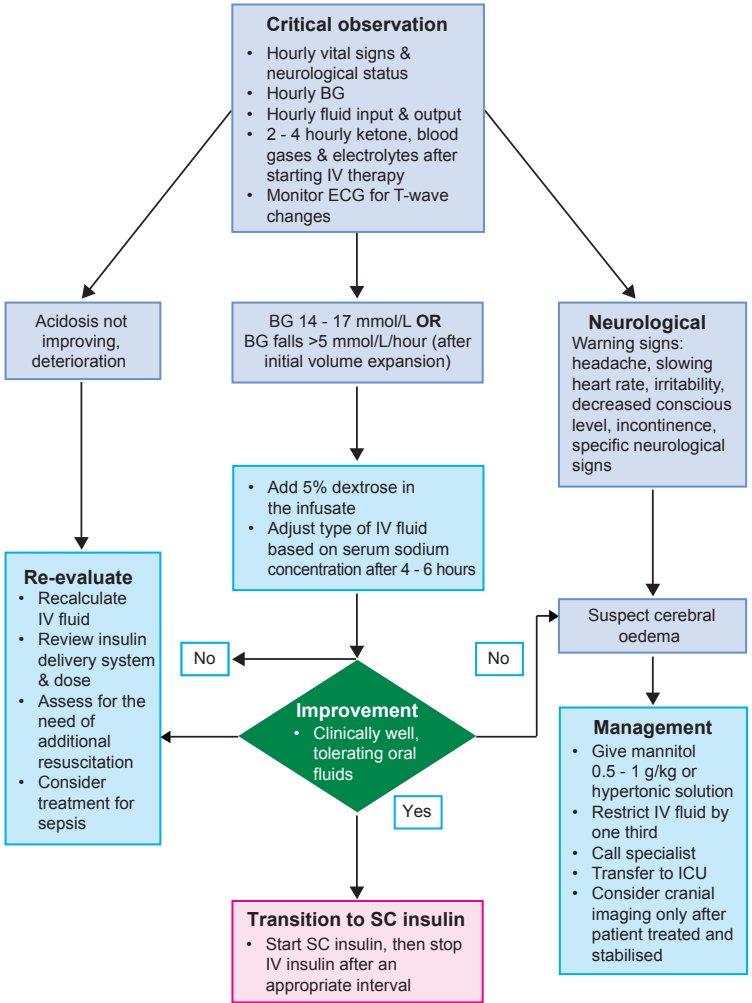 Critical observation
• Hourly vital signs &
neurological status
• Hourly BG
• Hourly fluid input & output
• 2 - 4 hourly ketone, blood
gases & electrolytes after
starting IV therapy
• Monitor ECG for T-wave
changes
Acidosis not
improving,
deterioration
BG 14 - 17 mmol/L OR
BG falls >5 mmol/L/hour (after
initial volume expansion)
Neurological
Warning signs:
headache, slowing
heart rate, irritability,
decreased conscious
level, incontinence,
specific neurological
signs
• Add 5% dextrose in
the infusate
• Adjust type of IV fluid
based on serum sodium
concentration after 4 - 6 hours
Re-evaluate
• Recalculate
IV fluid
• Review insulin
delivery system
& dose
• Assess for the
need of
additional
resuscitation
• Consider
treatment for
sepsis
No
No
Suspect cerebral
oedema
Improvement
• Clinically well,
tolerating oral
fluids
Yes
Management
• Give mannitol
0.5 - 1 g/kg or
hypertonic solution
• Restrict IV fluid by
one third
• Call specialist
• Transfer to ICU
• Consider cranial
imaging only after
patient treated and
stabilised
Transition to SC insulin
• Start SC insulin, then stop
IV insulin after an
appropriate interval